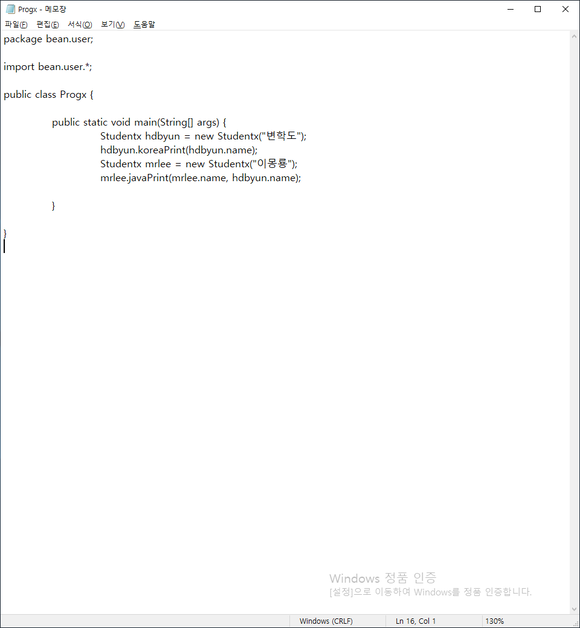 Progx - 메모장
파일(F) 편집(E) 서식(O) 보기(V) 도움말
package bean.user;
import bean.user.*;
public class Progx {
public static void main(String[] args) {
Studentx hdbyun = new Studentx("변학도");
hdbyun.koreaPrint(hdbyun.name);
Studentx mrlee = new Studentx("이몽룡");
mrlee.javaPrint(mrlee.name, hdbyun.name);
}
}
Windows 정품 인증
[설정]으로 이동하여 Windows를 정품 인증합니다.
Windows (CRLF) Ln 16, Col 1 130%